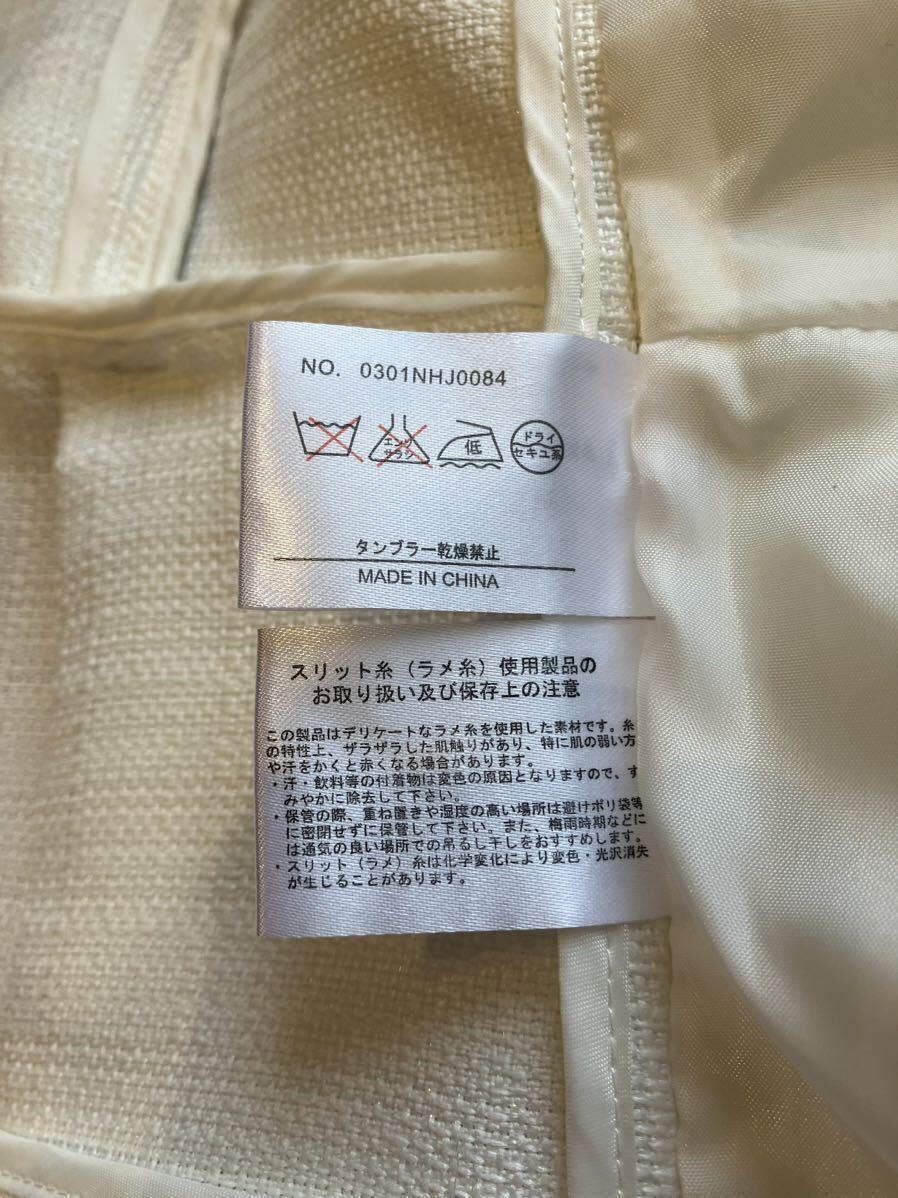 NO. 0301NHJ0084
エンソ
サラシ
低
ドライ
セキユ系
タンブラー乾燥禁止
MADE IN CHINA
スリット糸（ラメ糸）使用製品の
お取り扱い及び保存上の注意
この製品はデリケートなラメ糸を使用した素材です。糸
の特性上、ザラザラした肌触りがあり、特に肌の弱い方
や汗をかくと赤くなる場合があります。
・汗・飲料等の付着物は変色の原因となりますので、す
みやかに除去して下さい。
・保管の際、重ね置きや湿度の高い場所は避けポリ袋等
に密閉せずに保管して下さい。また、梅雨時期などに
は通気の良い場所での吊るし干しをおすすめします。
・スリット（ラメ）糸は化学変化により変色・光沢消失
が生じることがあります。